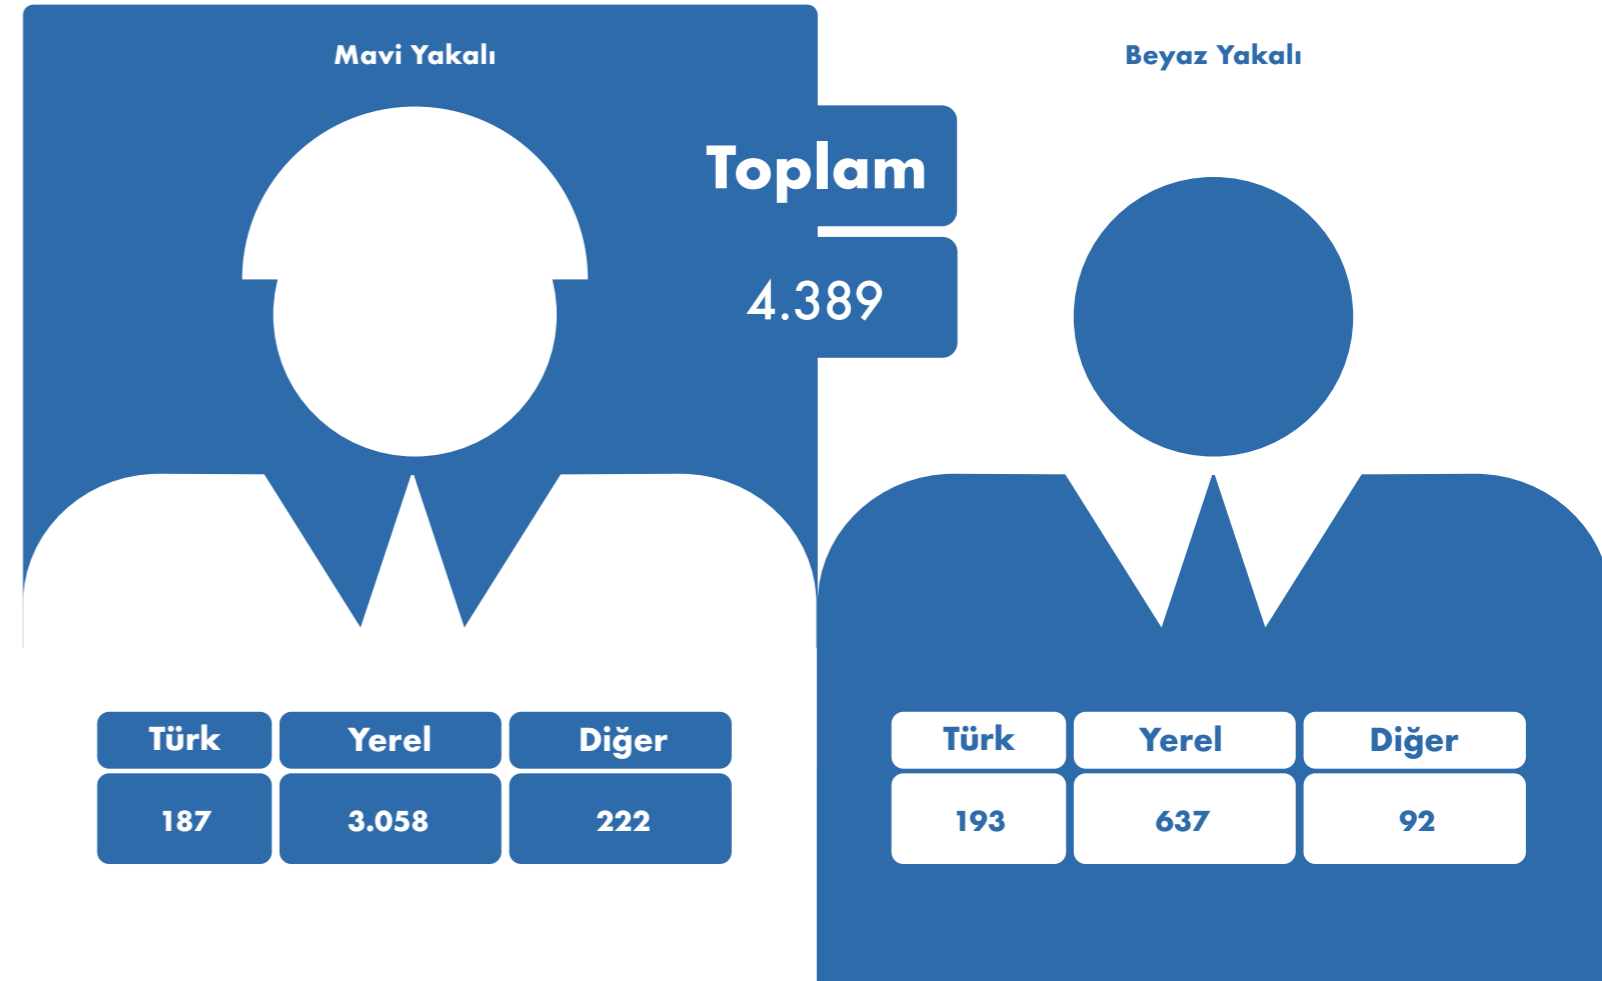 Mavi Yakalı
Beyaz Yakalı
Toplam
4.389
Türk Yerel Diğer
187 3.058 222
Türk Yerel Diğer
193 637 92